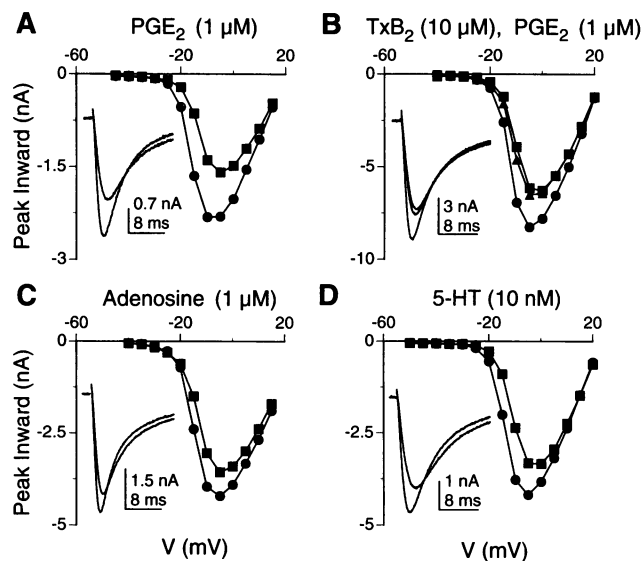 A
PGE₂ (1 µM)
-60 -20 20
0
-1.5
-3
Peak Inward (nA)
0.7 nA
8 ms
B
TxB₂ (10 µM), PGE₂ (1 µM)
-60 -20 20
0
-5
-10
3 nA
8 ms
C
Adenosine (1 µM)
-60 -20 20
0
-2.5
-5
Peak Inward (nA)
1.5 nA
8 ms
V (mV)
D
5-HT (10 nM)
-60 -20 20
0
-2.5
-5
1 nA
8 ms
V (mV)